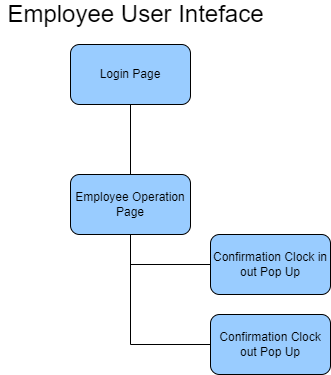 Employee User Inteface
Login Page
Employee Operation
Page
Confirmation Clock in
out Pop Up
Confirmation Clock
out Pop Up